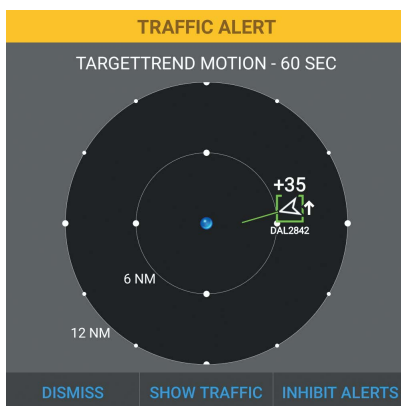 TRAFFIC ALERT
TARGETTREND MOTION - 60 SEC
+35
DAL2842
6 NM
12 NM
DISMISS SHOW TRAFFIC INHIBIT ALERTS